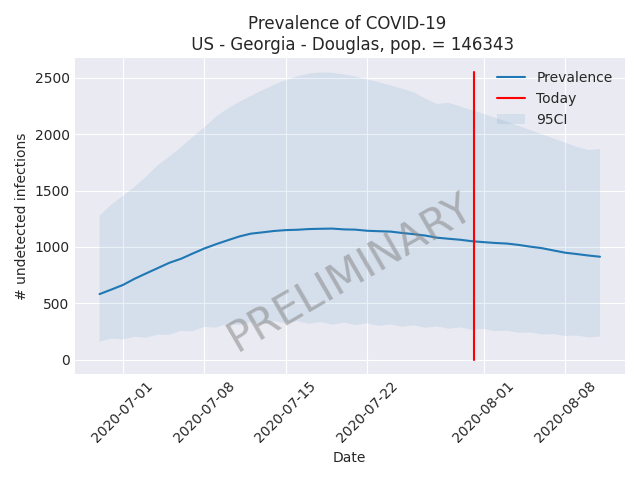 Prevalence of COVID-19
US - Georgia - Douglas, pop. = 146343
Prevalence
Today
95CI
# undetected infections
2500
2000
1500
1000
500
0
PRELIMINARY
2020-07-01
2020-07-08
2020-07-15
2020-07-22
2020-08-01
2020-08-08
Date